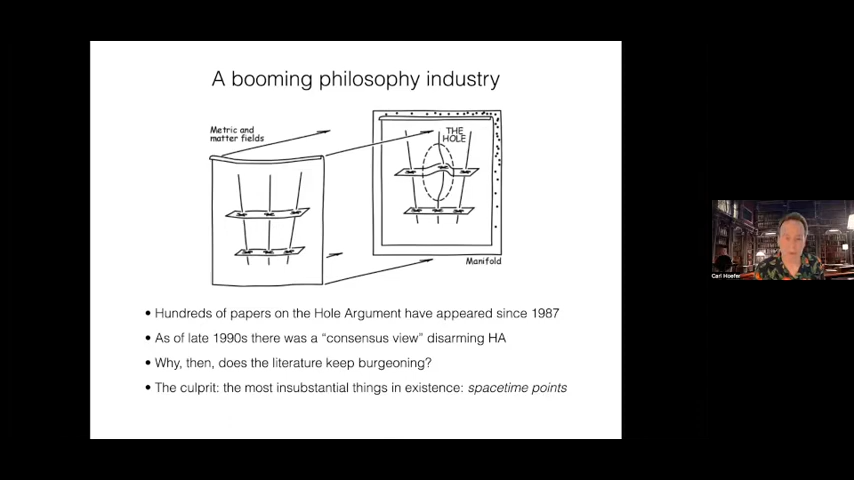 A booming philosophy industry
Metric and
matter fields
THE
HOLE
Manifold
• Hundreds of papers on the Hole Argument have appeared since 1987
• As of late 1990s there was a “consensus view” disarming HA
• Why, then, does the literature keep burgeoning?
• The culprit: the most insubstantial things in existence: spacetime points
Carl Hoefer